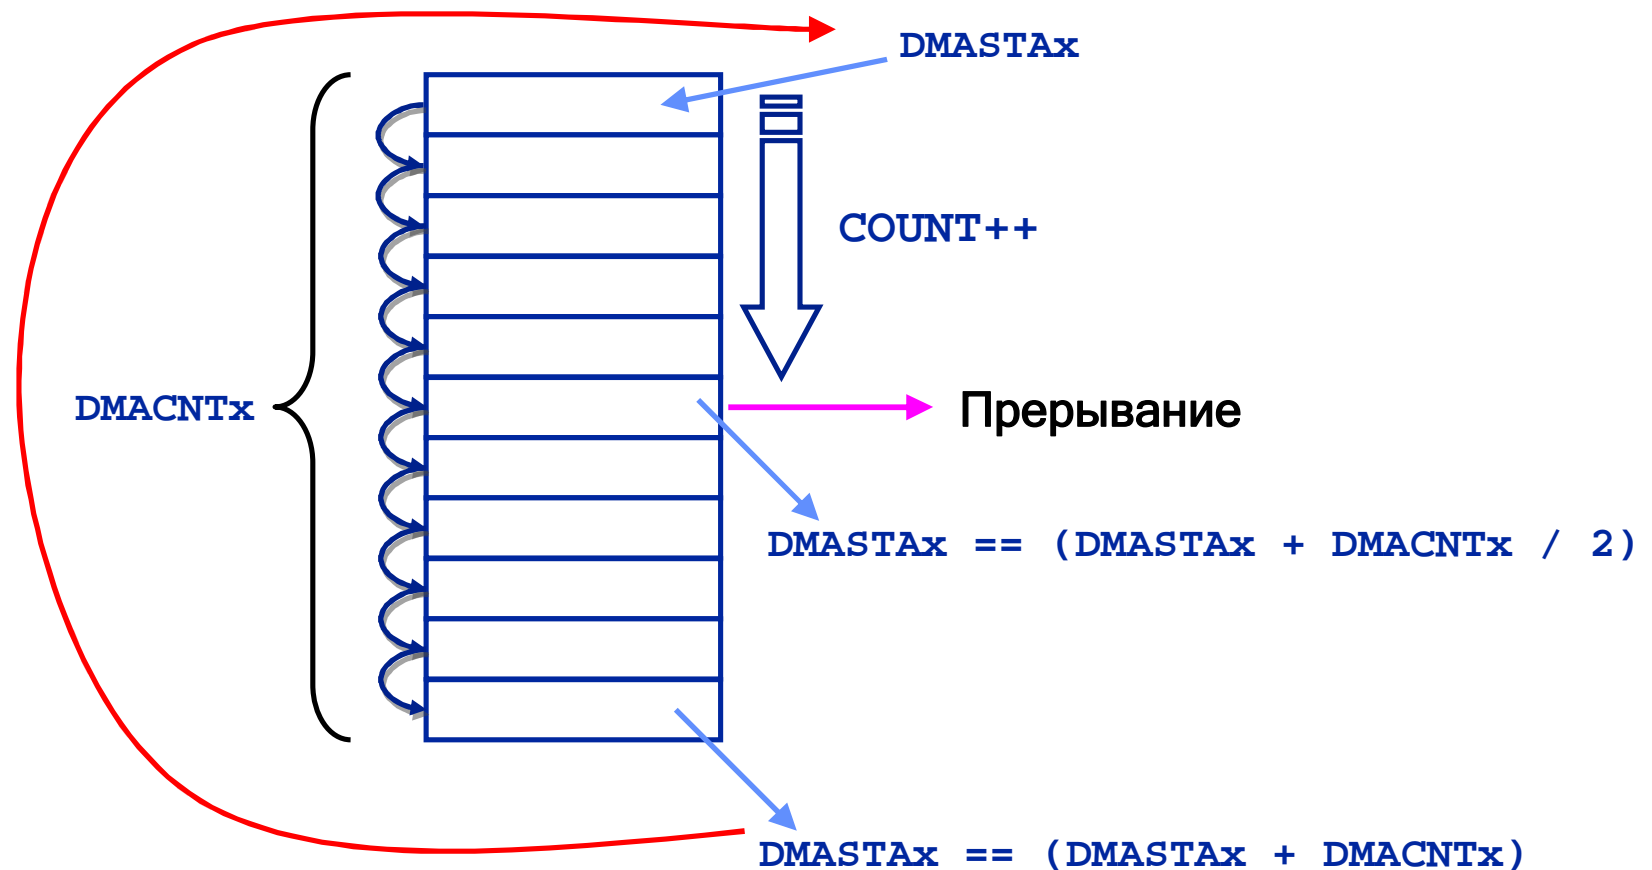 DMASTAx
COUNT++
DMACNTx
Прерывание
DMASTAx == (DMASTAx + DMACNTx / 2)
DMASTAx == (DMASTAx + DMACNTx)